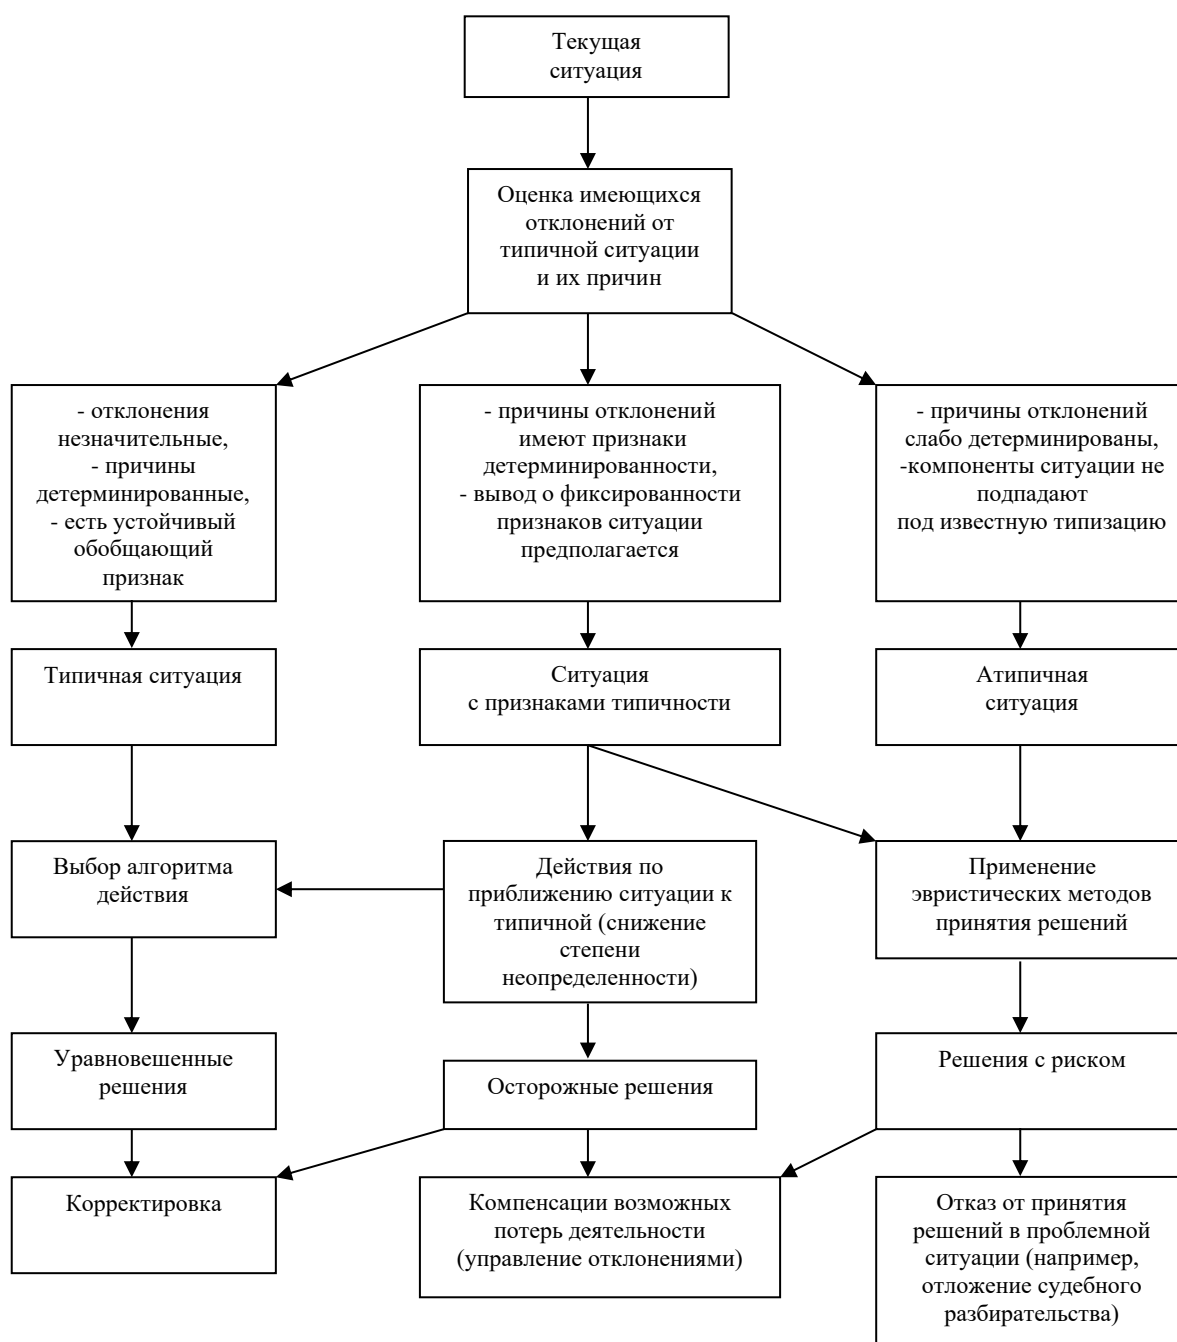 Текущая
ситуация
Оценка имеющихся
отклонений от
типичной ситуации
и их причин
- отклонения
незначительные,
- причины
детерминированные,
- есть устойчивый
обобщающий
признак
- причины отклонений
имеют признаки
детерминированности,
- вывод о фиксированности
признаков ситуации
предполагается
- причины отклонений
слабо детерминированы,
-компоненты ситуации не
подпадают
под известную типизацию
Типичная ситуация
Ситуация
с признаками типичности
Атипичная
ситуация
Выбор алгоритма
действия
Действия по
приближению ситуации к
типичной (снижение
степени
неопределенности)
Применение
эвристических методов
принятия решений
Уравновешенные
решения
Осторожные решения
Решения с риском
Корректировка
Компенсации возможных
потерь деятельности
(управление отклонениями)
Отказ от принятия
решений в проблемной
ситуации (например,
отложение судебного
разбирательства)